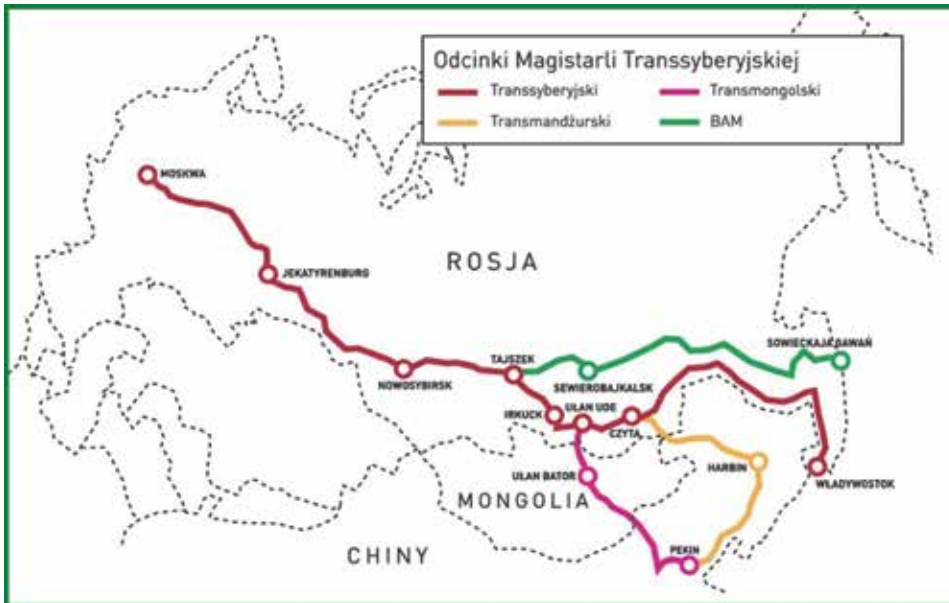 Odcinki Magistarli Transsyberyjskiej
Transsyberyjski
Transmongolski
Transmandżurski
BAM
MOSKWA
ROSJA
JEKATYRENBURG
SOWIECKAJA GAWAŃ
TAJSZEK
NOWOSYBIRSK
SEWIEROBAJKALSK
IRKUCK
UŁAN UDE
CZYTA
UŁAN BATOR
HARBIN
WŁADYWOSTOK
MONGOLIA
CHINY
PEKIN